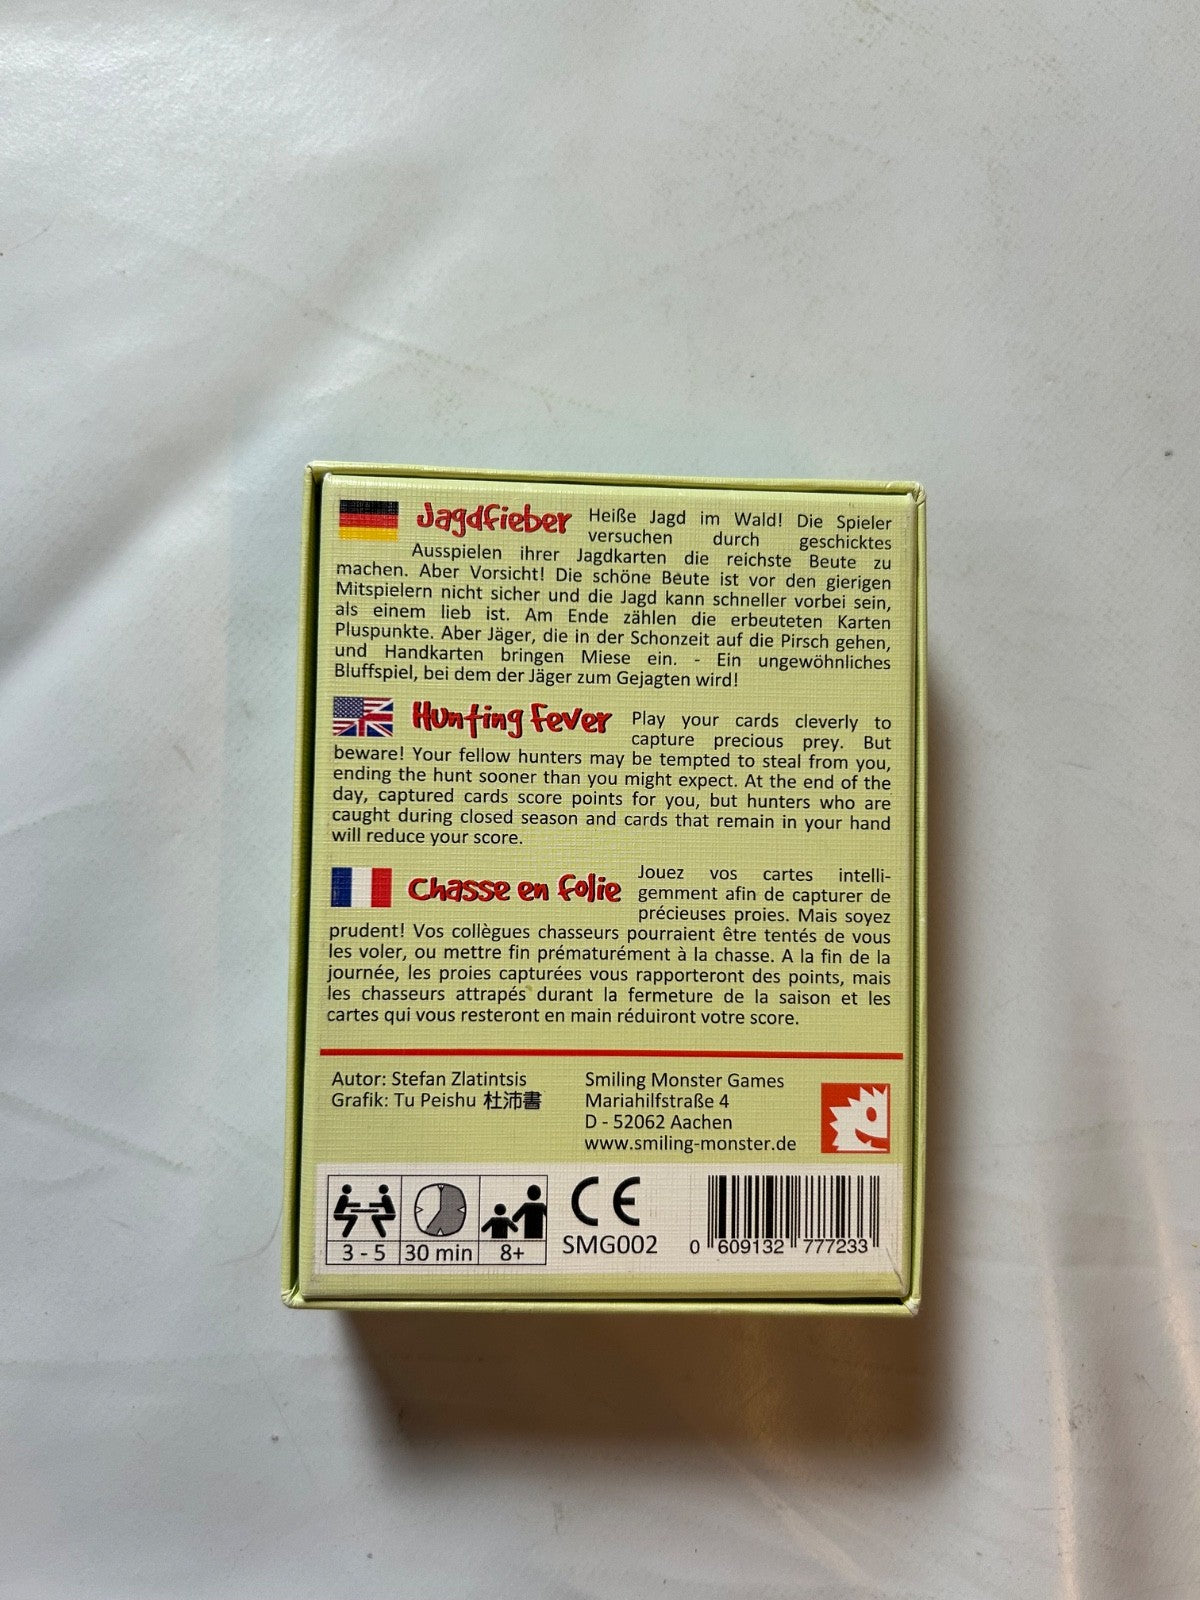 Jagdfieber Heiße Jagd im Wald! Die Spieler
versuchen durch geschicktes
Ausspielen ihrer Jagdkarten die reichste Beute zu
machen. Aber Vorsicht! Die schöne Beute ist vor den gierigen
Mitspielern nicht sicher und die Jagd kann schneller vorbei sein,
als einem lieb ist. Am Ende zählen die erbeuteten Karten
Pluspunkte. Aber Jäger, die in der Schonzeit auf die Pirsch gehen,
und Handkarten bringen Miese ein. - Ein ungewöhnliches
Bluffspiel, bei dem der Jäger zum Gejagten wird!
Hunting Fever Play your cards cleverly to
capture precious prey. But
beware! Your fellow hunters may be tempted to steal from you,
ending the hunt sooner than you might expect. At the end of the
day, captured cards score points for you, but hunters who are
caught during closed season and cards that remain in your hand
will reduce your score.
Chasse en folie Jouez vos cartes intelli-
gemment afin de capturer de
précieuses proies. Mais soyez
prudent! Vos collègues chasseurs pourraient être tentés de vous
les voler, ou mettre fin prématurément à la chasse. A la fin de la
journée, les proies capturées vous rapporteront des points, mais
les chasseurs attrapés durant la fermeture de la saison et les
cartes qui vous resteront en main réduiront votre score.
Autor: Stefan Zlatintsis
Grafik: Tu Peishu 杜沛書
Smiling Monster Games
Mariahilfstraße 4
D - 52062 Aachen
www.smiling-monster.de
3 - 5 30 min 8+
CE
SMG002
0 609132 777233